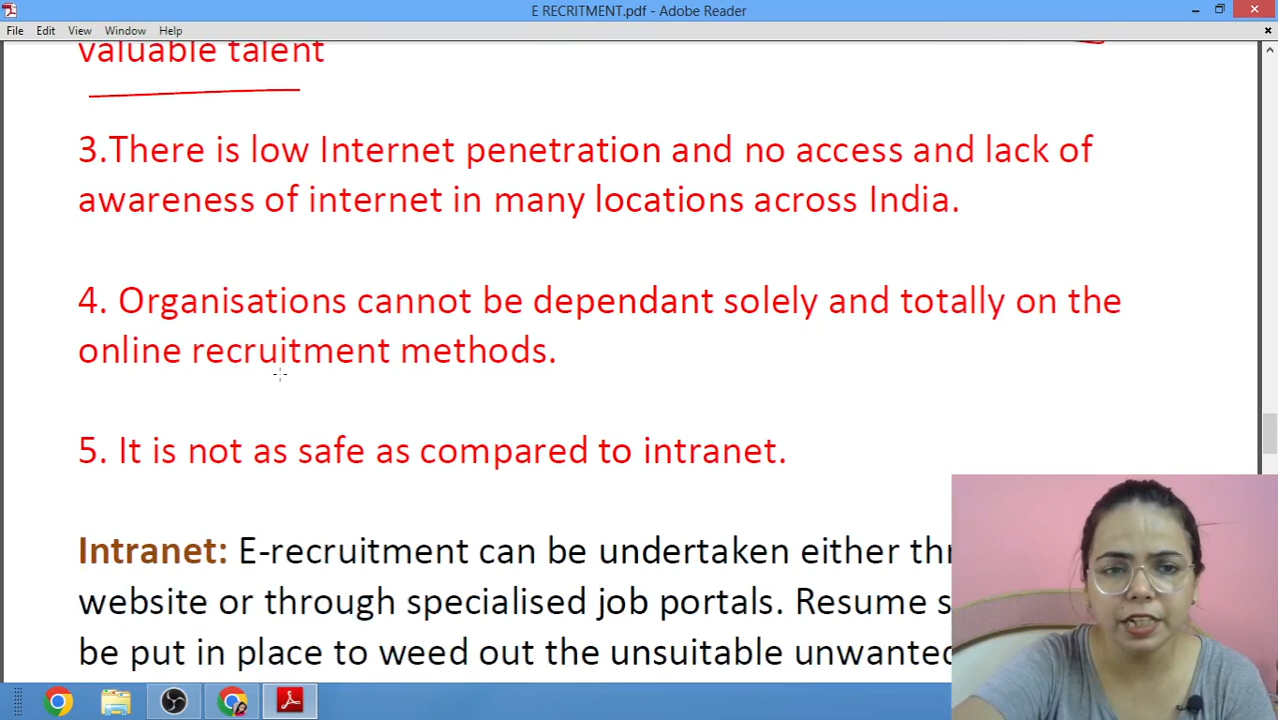 E RECRITMENT.pdf - Adobe Reader
File Edit View Window Help
valuable talent
3.There is low Internet penetration and no access and lack of
awareness of internet in many locations across India.
4. Organisations cannot be dependant solely and totally on the
online recruitment methods.
5. It is not as safe as compared to intranet.
Intranet: E-recruitment can be undertaken either
website or through specialised job portals. Resume
be put in place to weed out the unsuitable unwanted